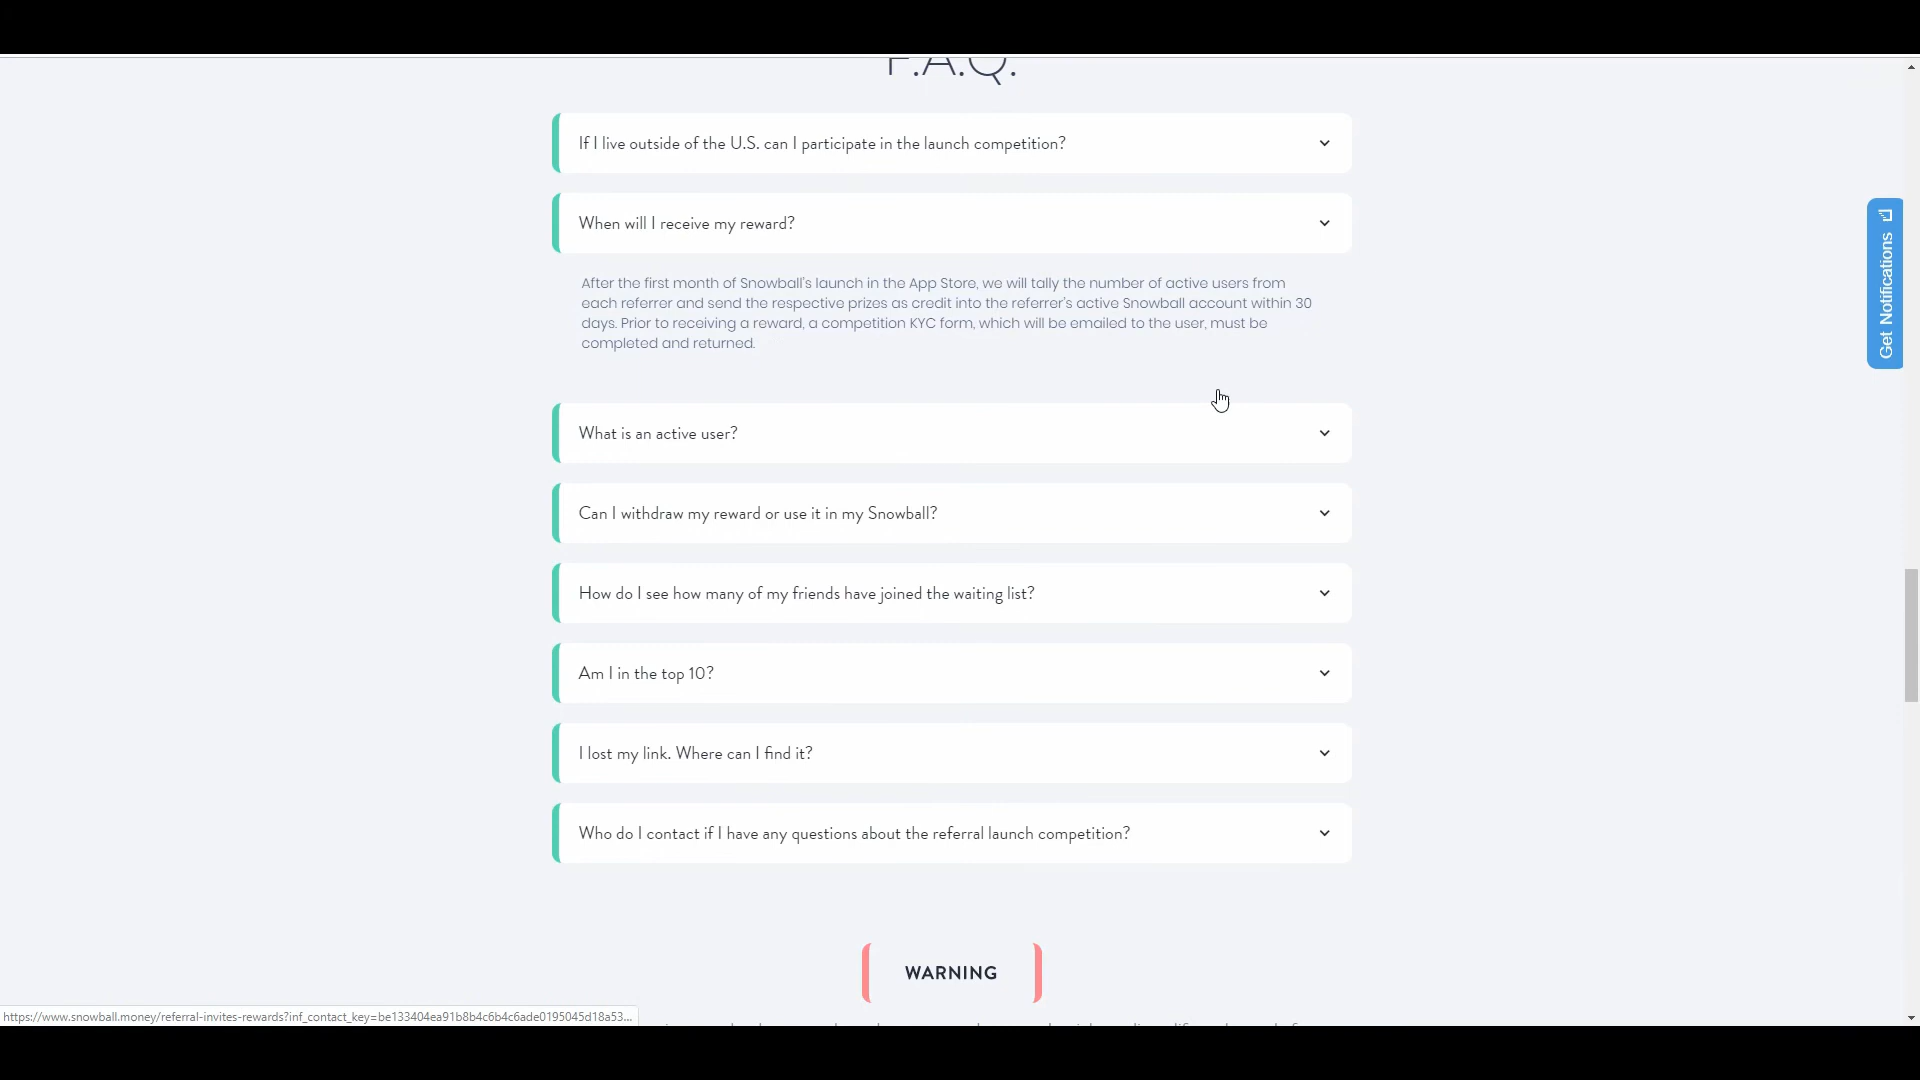 F.A.Q.
If I live outside of the U.S. can I participate in the launch competition?
When will I receive my reward?
After the first month of Snowball's launch in the App Store, we will tally the number of active users from
each referrer and send the respective prizes as credit into the referrer's active Snowball account within 30
days. Prior to receiving a reward, a competition KYC form, which will be emailed to the user, must be
completed and returned.
What is an active user?
Can I withdraw my reward or use it in my Snowball?
How do I see how many of my friends have joined the waiting list?
Am I in the top 10?
I lost my link. Where can I find it?
Who do I contact if I have any questions about the referral launch competition?
WARNING
Get Notifications
https://www.snowball.money/referral-invites-rewards?inf_contact_key=be133404ea91b8b4c6b4c6ade0195045d18a53...